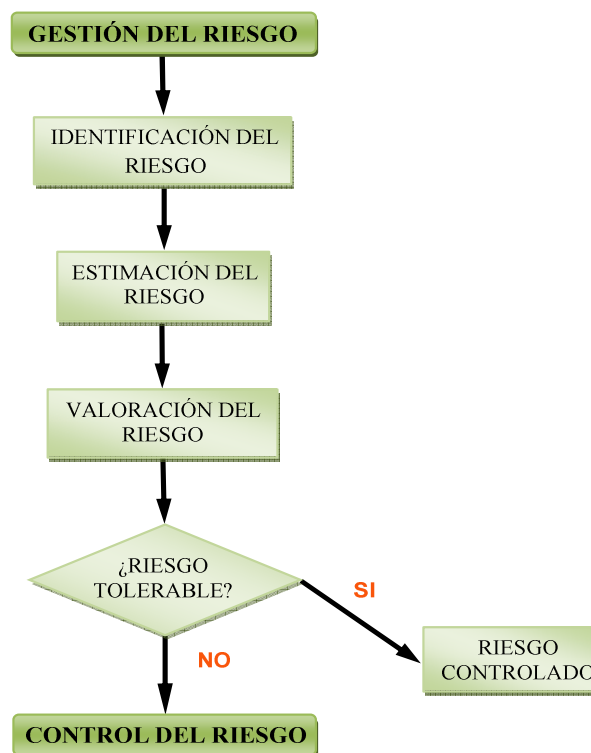 GESTIÓN DEL RIESGO
IDENTIFICACIÓN DEL
RIESGO
ESTIMACIÓN DEL
RIESGO
VALORACIÓN DEL
RIESGO
¿RIESGO
TOLERABLE?
SI
RIESGO
CONTROLADO
NO
CONTROL DEL RIESGO